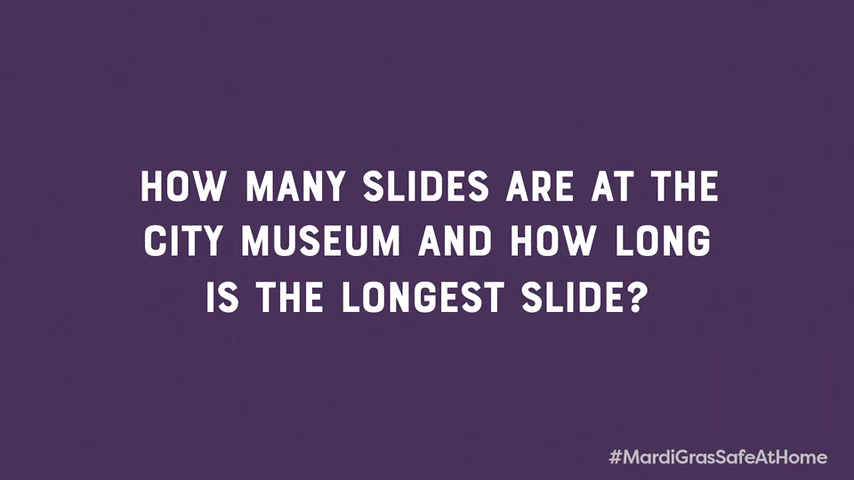 HOW MANY SLIDES ARE AT THE
CITY MUSEUM AND HOW LONG
IS THE LONGEST SLIDE?
#MardiGrasSafeAtHome